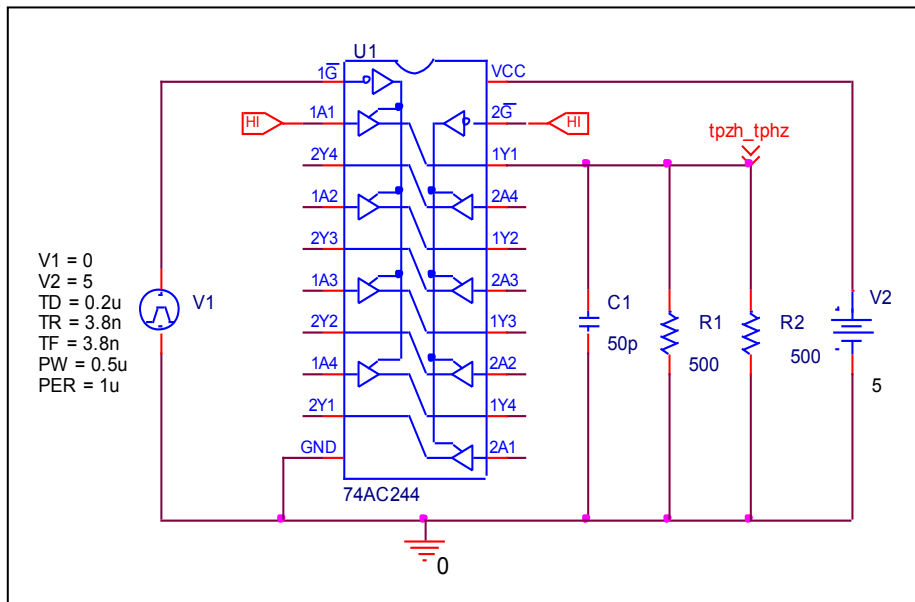 U1
1G
VCC
HI
1A1
2G
HI
tpzh_tphz
2Y4
1Y1
1A2
2A4
2Y3
1Y2
1A3
2A3
2Y2
1Y3
1A4
2A2
2Y1
1Y4
GND
2A1
74AC244
V1 = 0
V2 = 5
TD = 0.2u
TR = 3.8n
TF = 3.8n
PW = 0.5u
PER = 1u
V1
C1
50p
R1
500
R2
500
V2
5
0